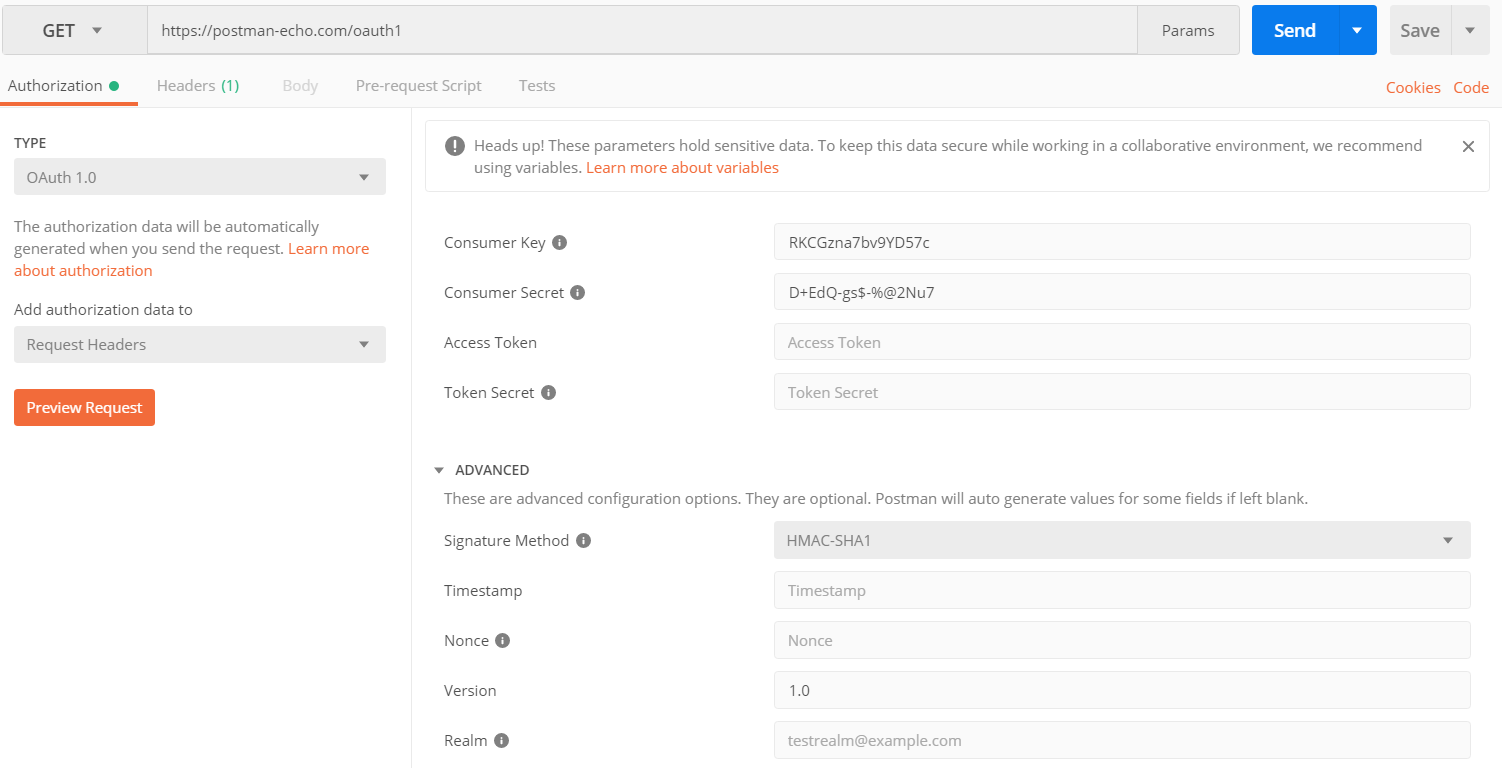 GET https://postman-echo.com/oauth1 Params Send Save
Authorization Headers (1) Body Pre-request Script Tests Cookies Code
TYPE
OAuth 1.0
The authorization data will be automatically
generated when you send the request. Learn more
about authorization
Add authorization data to
Request Headers
Preview Request
Heads up! These parameters hold sensitive data. To keep this data secure while working in a collaborative environment, we recommend
using variables. Learn more about variables
Consumer Key RKCGzna7bv9YD57c
Consumer Secret D+EdQ-gs$-%@2Nu7
Access Token Access Token
Token Secret Token Secret
ADVANCED
These are advanced configuration options. They are optional. Postman will auto generate values for some fields if left blank.
Signature Method HMAC-SHA1
Timestamp Timestamp
Nonce Nonce
Version 1.0
Realm testrealm@example.com